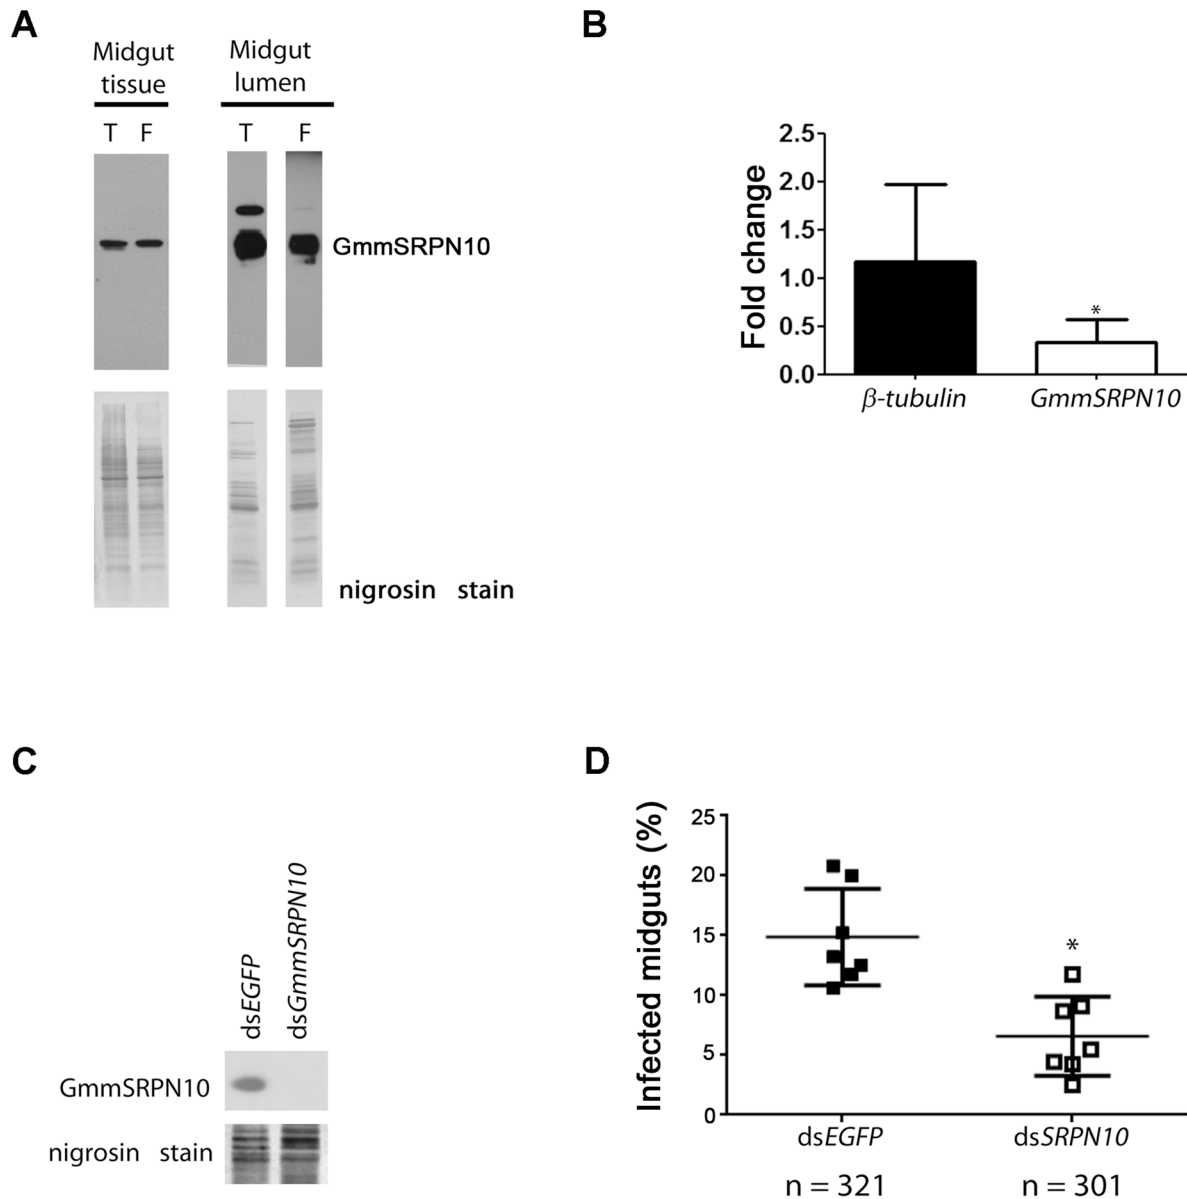 A
Midgut
tissue
Midgut
lumen
T F
T F
GmmSRPN10
nigrosin stain
B
Fold change
2.5
2.0
1.5
1.0
0.5
0.0
*
β-tubulin
GmmSRPN10
C
dsEGFP
dsGmmSRPN10
GmmSRPN10
nigrosin stain
D
Infected midguts (%)
25
20
15
10
5
0
*
dsEGFP
dsSRPN10
n = 321
n = 301